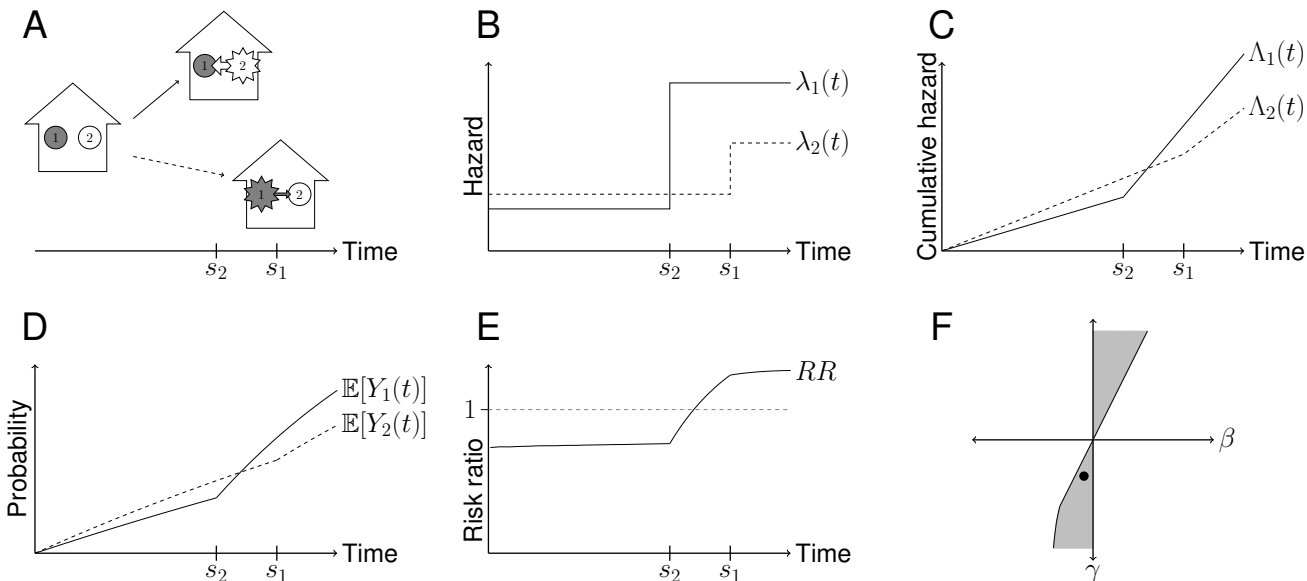 A
1
2
1
2
1
2
Time
s₂
s₁
B
Hazard
λ₁(t)
λ₂(t)
Time
s₂
s₁
C
Cumulative hazard
Λ₁(t)
Λ₂(t)
Time
s₂
s₁
D
Probability
𝔼[Y₁(t)]
𝔼[Y₂(t)]
Time
s₂
s₁
E
Risk ratio
1
RR
Time
s₂
s₁
F
β
γ